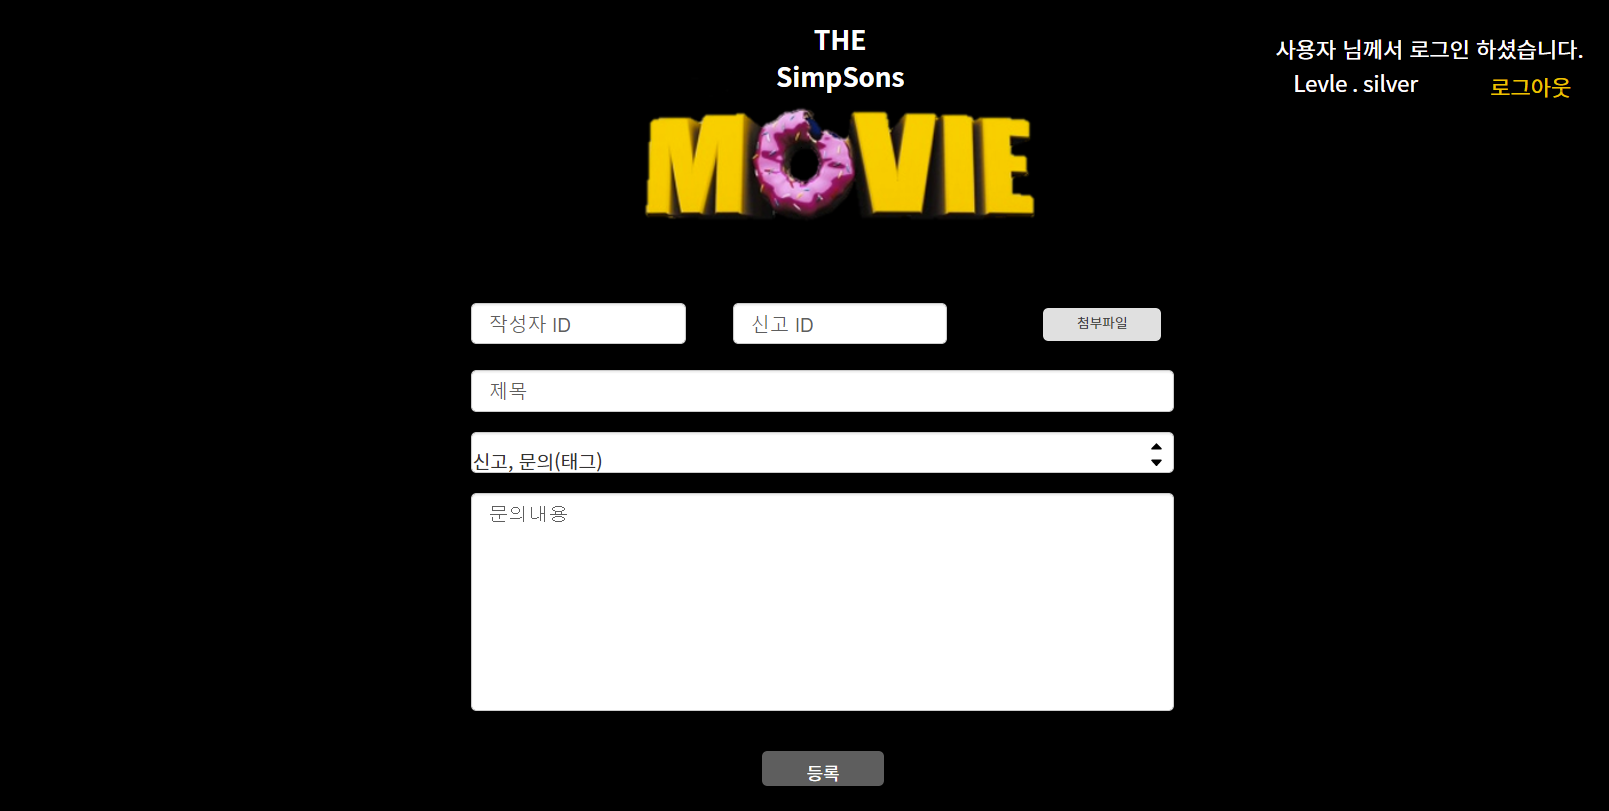 THE
SimpSons
MOVIE
사용자 님께서 로그인 하셨습니다.
Levle . silver
로그아웃
작성자 ID
신고 ID
첨부파일
제목
신고, 문의(태그)
문의내용
등록